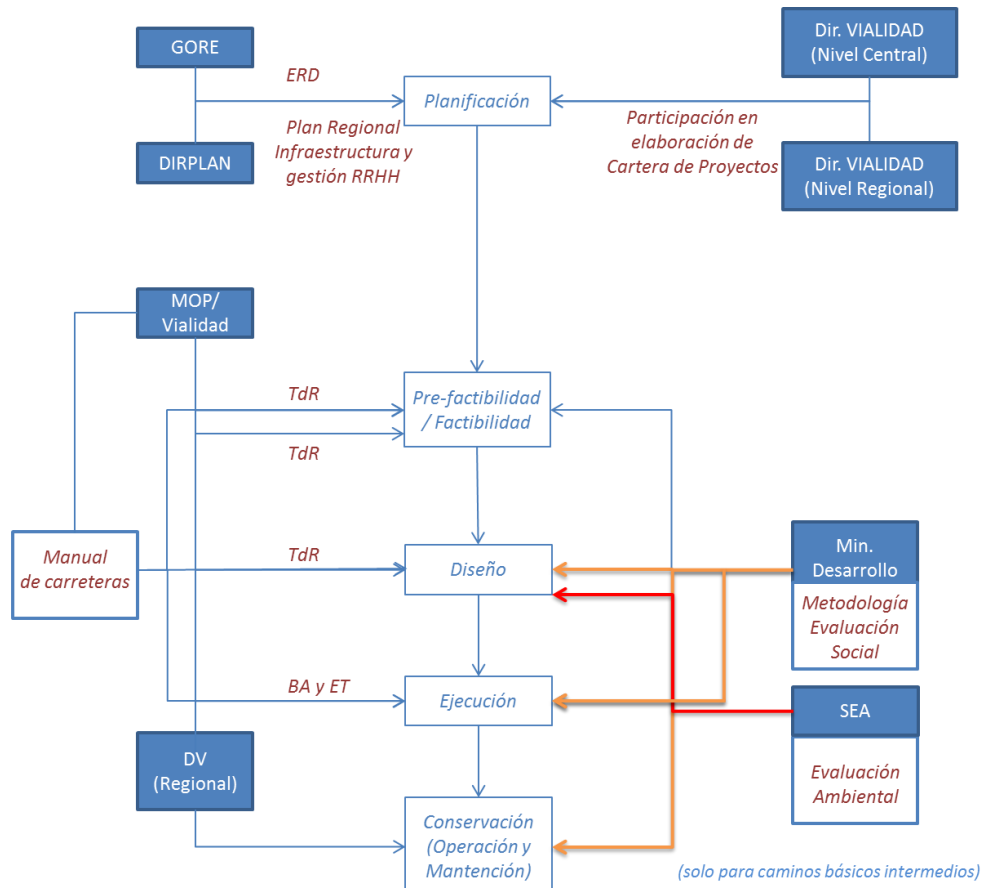 GORE
ERD
Planificación
Dir. VIALIDAD
(Nivel Central)
Plan Regional
Infraestructura y
gestión RRHH
Participación en
elaboración de
Cartera de Proyectos
DIRPLAN
Dir. VIALIDAD
(Nivel Regional)
MOP/
Vialidad
TdR
Pre-factibilidad
/ Factibilidad
TdR
Manual
de carreteras
TdR
Diseño
Min.
Desarrollo
Metodología
Evaluación
Social
BA y ET
Ejecución
SEA
DV
(Regional)
Evaluación
Ambiental
Conservación
(Operación y
Mantención)
(solo para caminos básicos intermedios)